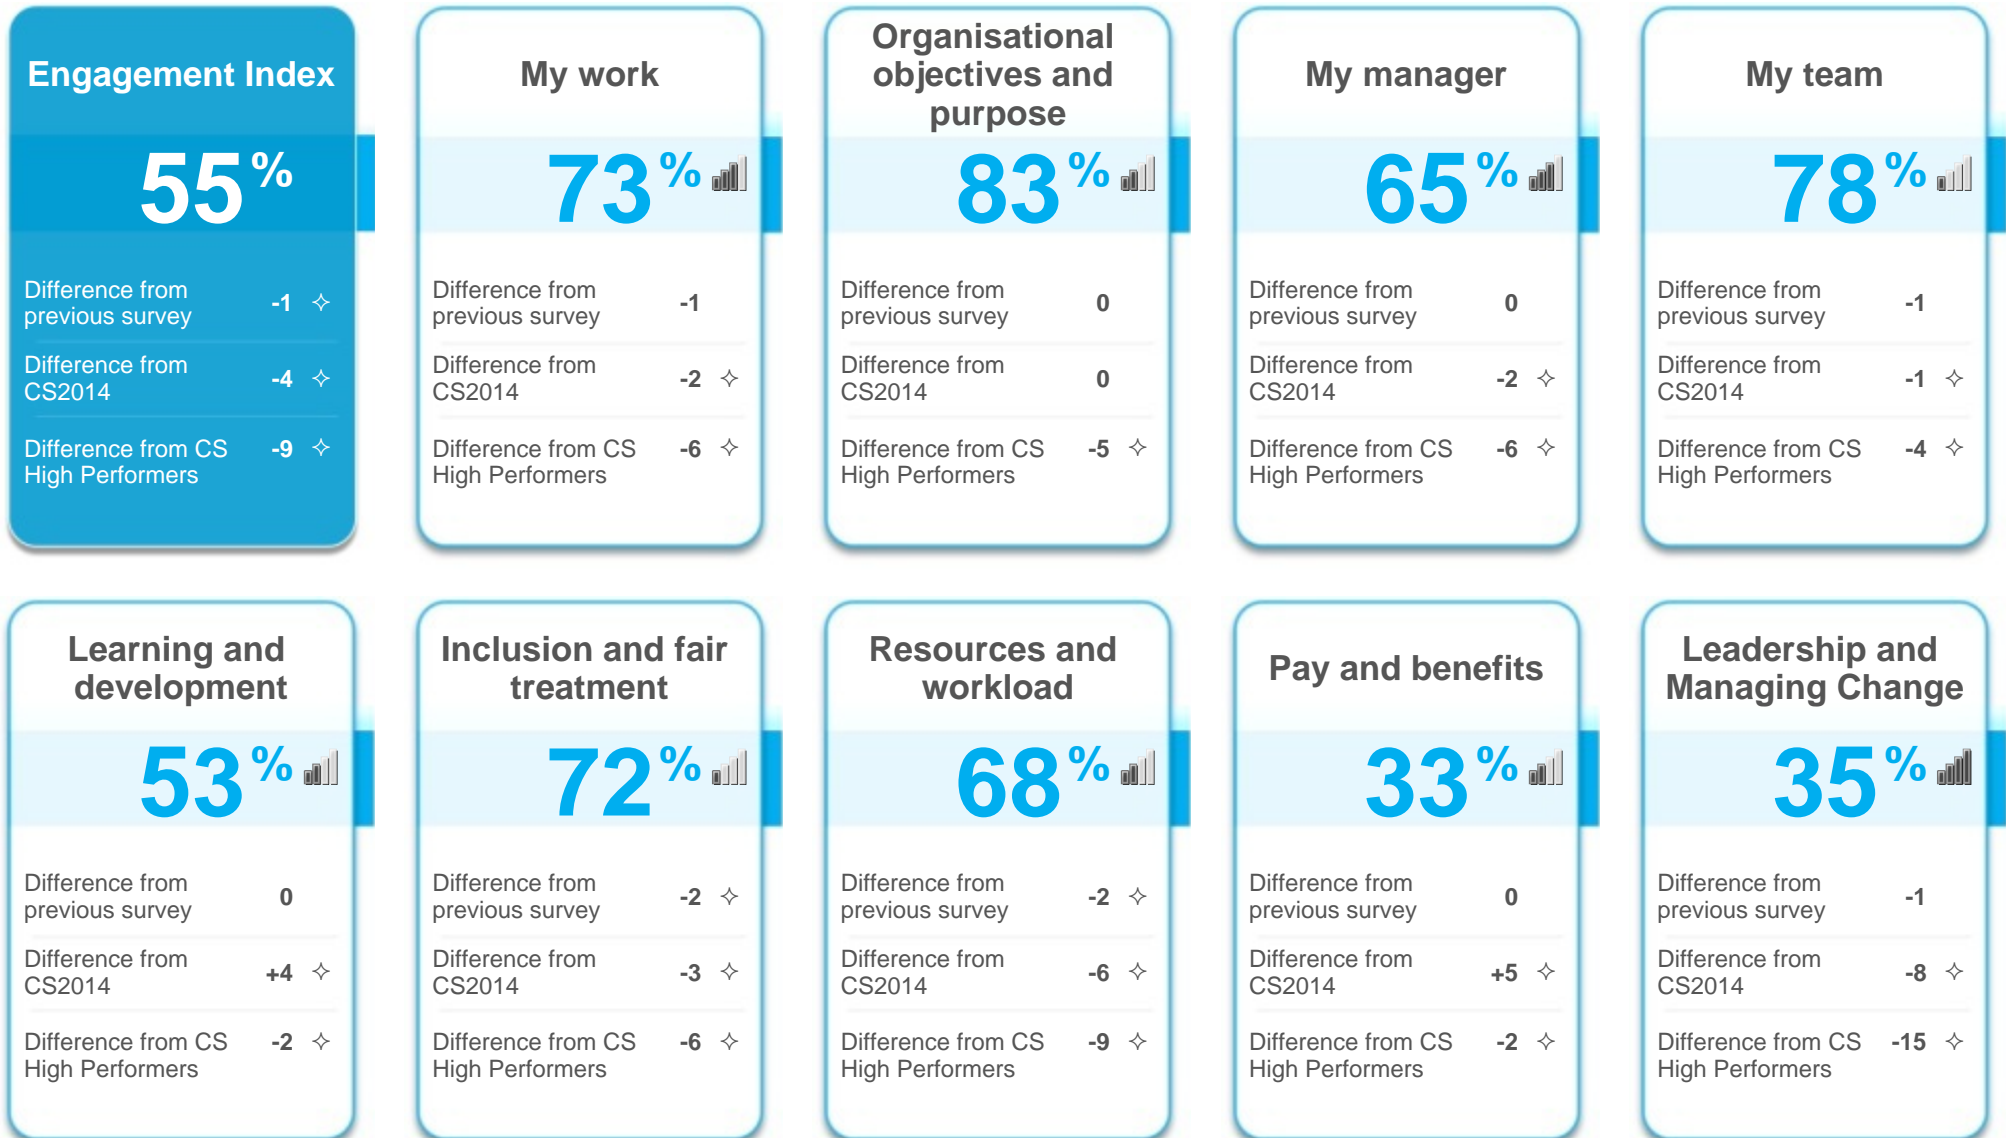 Engagement Index
55%
Difference from
previous survey
-1 ✧
Difference from
CS2014
-4 ✧
Difference from CS
High Performers
-9 ✧
My work
73%
Difference from
previous survey
-1
Difference from
CS2014
-2 ✧
Difference from CS
High Performers
-6 ✧
Organisational
objectives and
purpose
83%
Difference from
previous survey
0
Difference from
CS2014
0
Difference from CS
High Performers
-5 ✧
My manager
65%
Difference from
previous survey
0
Difference from
CS2014
-2 ✧
Difference from CS
High Performers
-6 ✧
My team
78%
Difference from
previous survey
-1
Difference from
CS2014
-1 ✧
Difference from CS
High Performers
-4 ✧
Learning and
development
53%
Difference from
previous survey
0
Difference from
CS2014
+4 ✧
Difference from CS
High Performers
-2 ✧
Inclusion and fair
treatment
72%
Difference from
previous survey
-2 ✧
Difference from
CS2014
-3 ✧
Difference from CS
High Performers
-6 ✧
Resources and
workload
68%
Difference from
previous survey
-2 ✧
Difference from
CS2014
-6 ✧
Difference from CS
High Performers
-9 ✧
Pay and benefits
33%
Difference from
previous survey
0
Difference from
CS2014
+5 ✧
Difference from CS
High Performers
-2 ✧
Leadership and
Managing Change
35%
Difference from
previous survey
-1
Difference from
CS2014
-8 ✧
Difference from CS
High Performers
-15 ✧